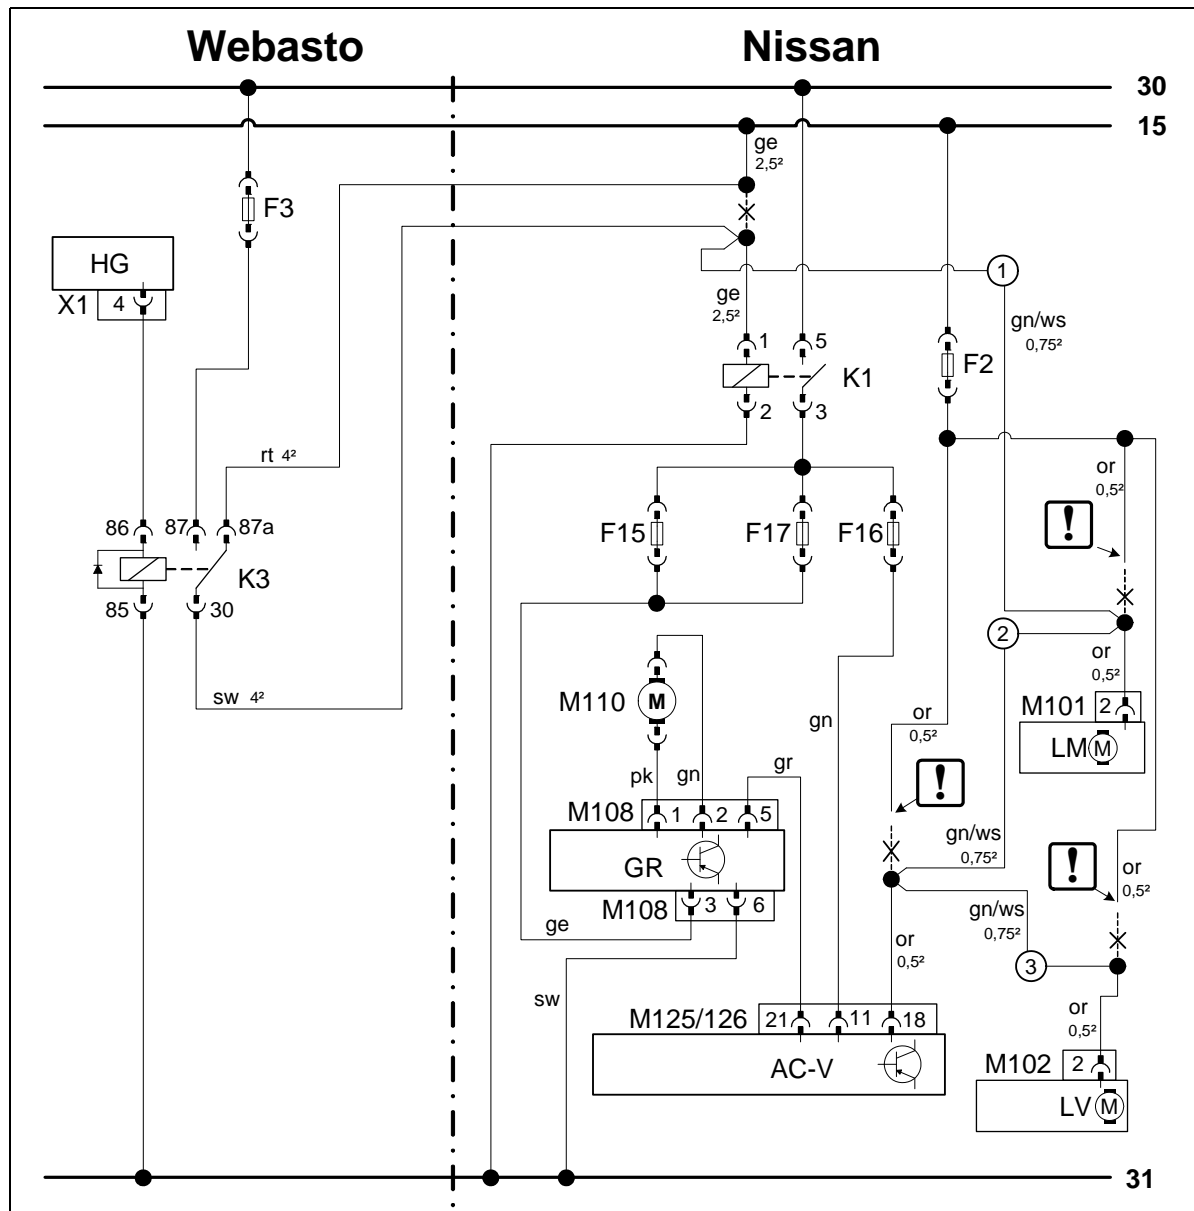 Webasto Nissan
30
15
ge
2,5²
F3
HG
X1 4
1
ge
2,5²
gn/ws
0,75²
1 5
F2
K1
2 3
rt 4²
or
0,5²
!
86 87 87a
F15 F17 F16
K3
85 30
2
or
0,5²
sw 4²
M110 M
gn
or
0,5²
M101 2
LM M
pk gn gr
!
M108 1 2 5
gn/ws
0,75²
!
or
0,5²
GR
M108 3 6
ge
gn/ws
0,75²
or
0,5²
3
sw
or
0,5²
M125/126 21 11 18
AC-V
M102 2
LV M
31